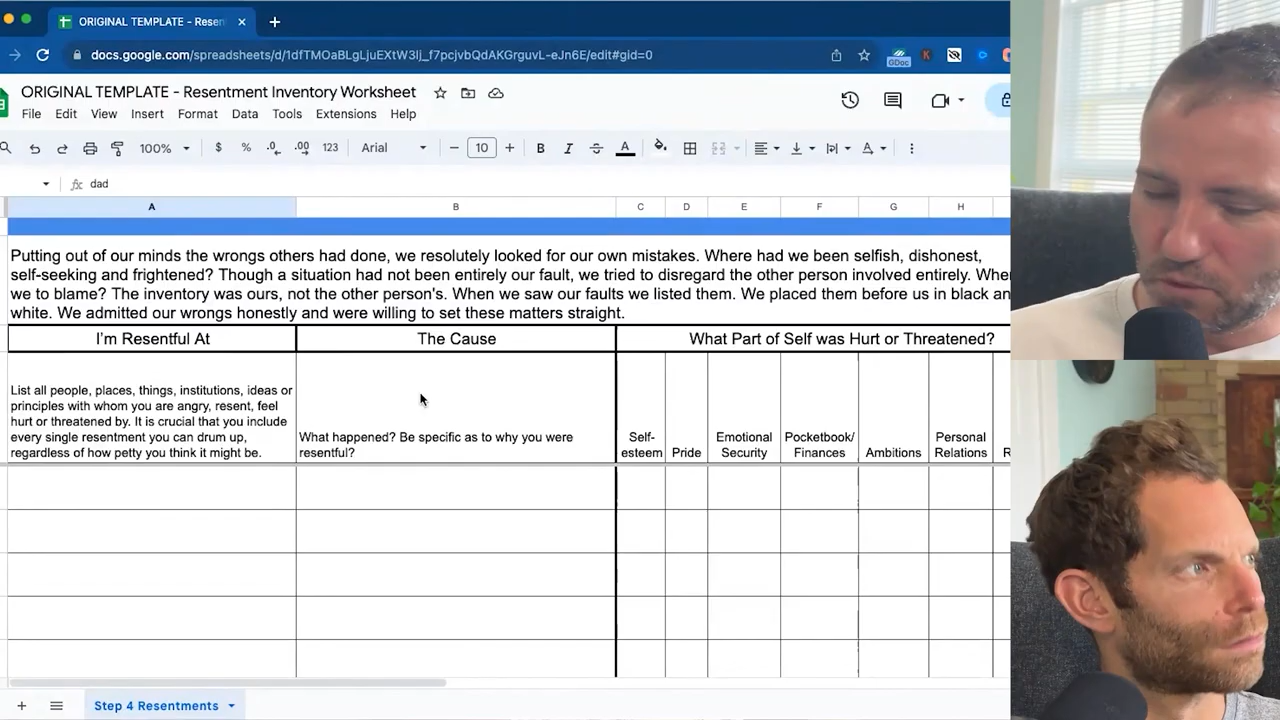 ORIGINAL TEMPLATE - Resen
docs.google.com/spreadsheets/d/
/edit#gid=0
GDoc
K
ORIGINAL TEMPLATE - Resentment Inventory Worksheet
File Edit View Insert Format Data Tools Extensions Help
100% $ % .0 .00 123 Arial 10 B I S A
fx dad
A B C D E F G H
Putting out of our minds the wrongs others had done, we resolutely looked for our own mistakes. Where had we been selfish, dishonest,
self-seeking and frightened? Though a situation had not been entirely our fault, we tried to disregard the other person involved entirely. Wher
we to blame? The inventory was ours, not the other person's. When we saw our faults we listed them. We placed them before us in black an
white. We admitted our wrongs honestly and were willing to set these matters straight.
I'm Resentful At The Cause What Part of Self was Hurt or Threatened?
List all people, places, things, institutions, ideas or
principles with whom you are angry, resent, feel
hurt or threatened by. It is crucial that you include
every single resentment you can drum up,
regardless of how petty you think it might be.
What happened? Be specific as to why you were
resentful?
Self-
esteem
Pride
Emotional
Security
Pocketbook/
Finances
Ambitions
Personal
Relations
R
Step 4 Resentments